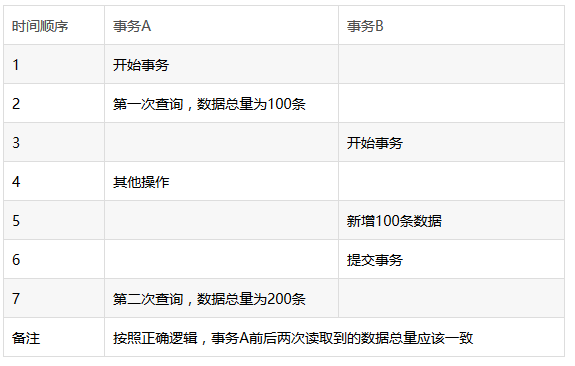 时间顺序 事务A 事务B
1 开始事务
2 第一次查询，数据总量为100条
3 开始事务
4 其他操作
5 新增100条数据
6 提交事务
7 第二次查询，数据总量为200条
备注 按照正确逻辑，事务A前后两次读取到的数据总量应该一致